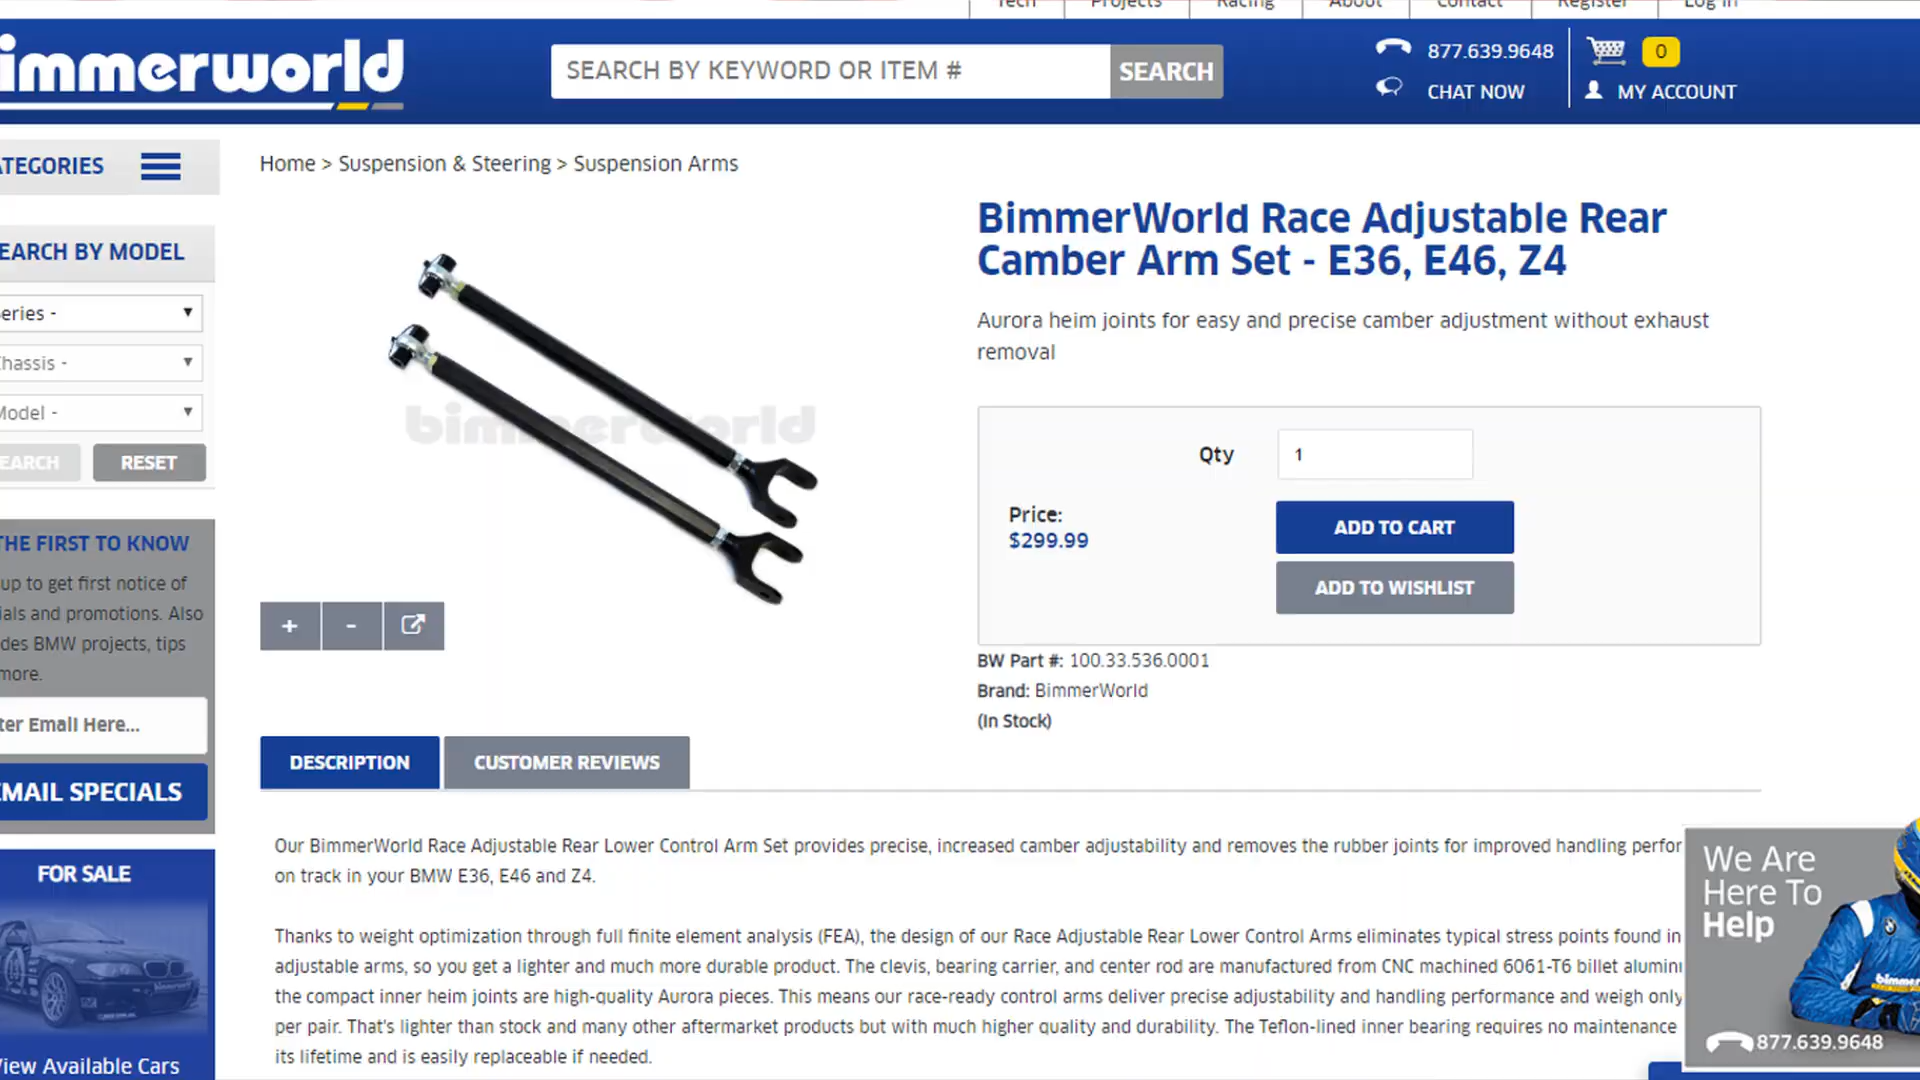 Tech Projects Racing About Contact Register Log In
immerworld
SEARCH BY KEYWORD OR ITEM #
SEARCH
877.639.9648
0
CHAT NOW
MY ACCOUNT
ATEGORIES
Home > Suspension & Steering > Suspension Arms
BimmerWorld Race Adjustable Rear
Camber Arm Set - E36, E46, Z4
EARCH BY MODEL
eries -
hassis -
Model -
EARCH
RESET
Aurora heim joints for easy and precise camber adjustment without exhaust
removal
bimmerworld
Qty
1
Price:
$299.99
ADD TO CART
ADD TO WISHLIST
+
-
BW Part #: 100.33.536.0001
Brand: BimmerWorld
(In Stock)
THE FIRST TO KNOW
up to get first notice of
ials and promotions. Also
des BMW projects, tips
more.
ter Email Here...
EMAIL SPECIALS
FOR SALE
View Available Cars
DESCRIPTION
CUSTOMER REVIEWS
Our BimmerWorld Race Adjustable Rear Lower Control Arm Set provides precise, increased camber adjustability and removes the rubber joints for improved handling perfor
on track in your BMW E36, E46 and Z4.
Thanks to weight optimization through full finite element analysis (FEA), the design of our Race Adjustable Rear Lower Control Arms eliminates typical stress points found in
adjustable arms, so you get a lighter and much more durable product. The clevis, bearing carrier, and center rod are manufactured from CNC machined 6061-T6 billet alumin
the compact inner heim joints are high-quality Aurora pieces. This means our race-ready control arms deliver precise adjustability and handling performance and weigh only
per pair. That's lighter than stock and many other aftermarket products but with much higher quality and durability. The Teflon-lined inner bearing requires no maintenance
its lifetime and is easily replaceable if needed.
We Are
Here To
Help
877.639.9648